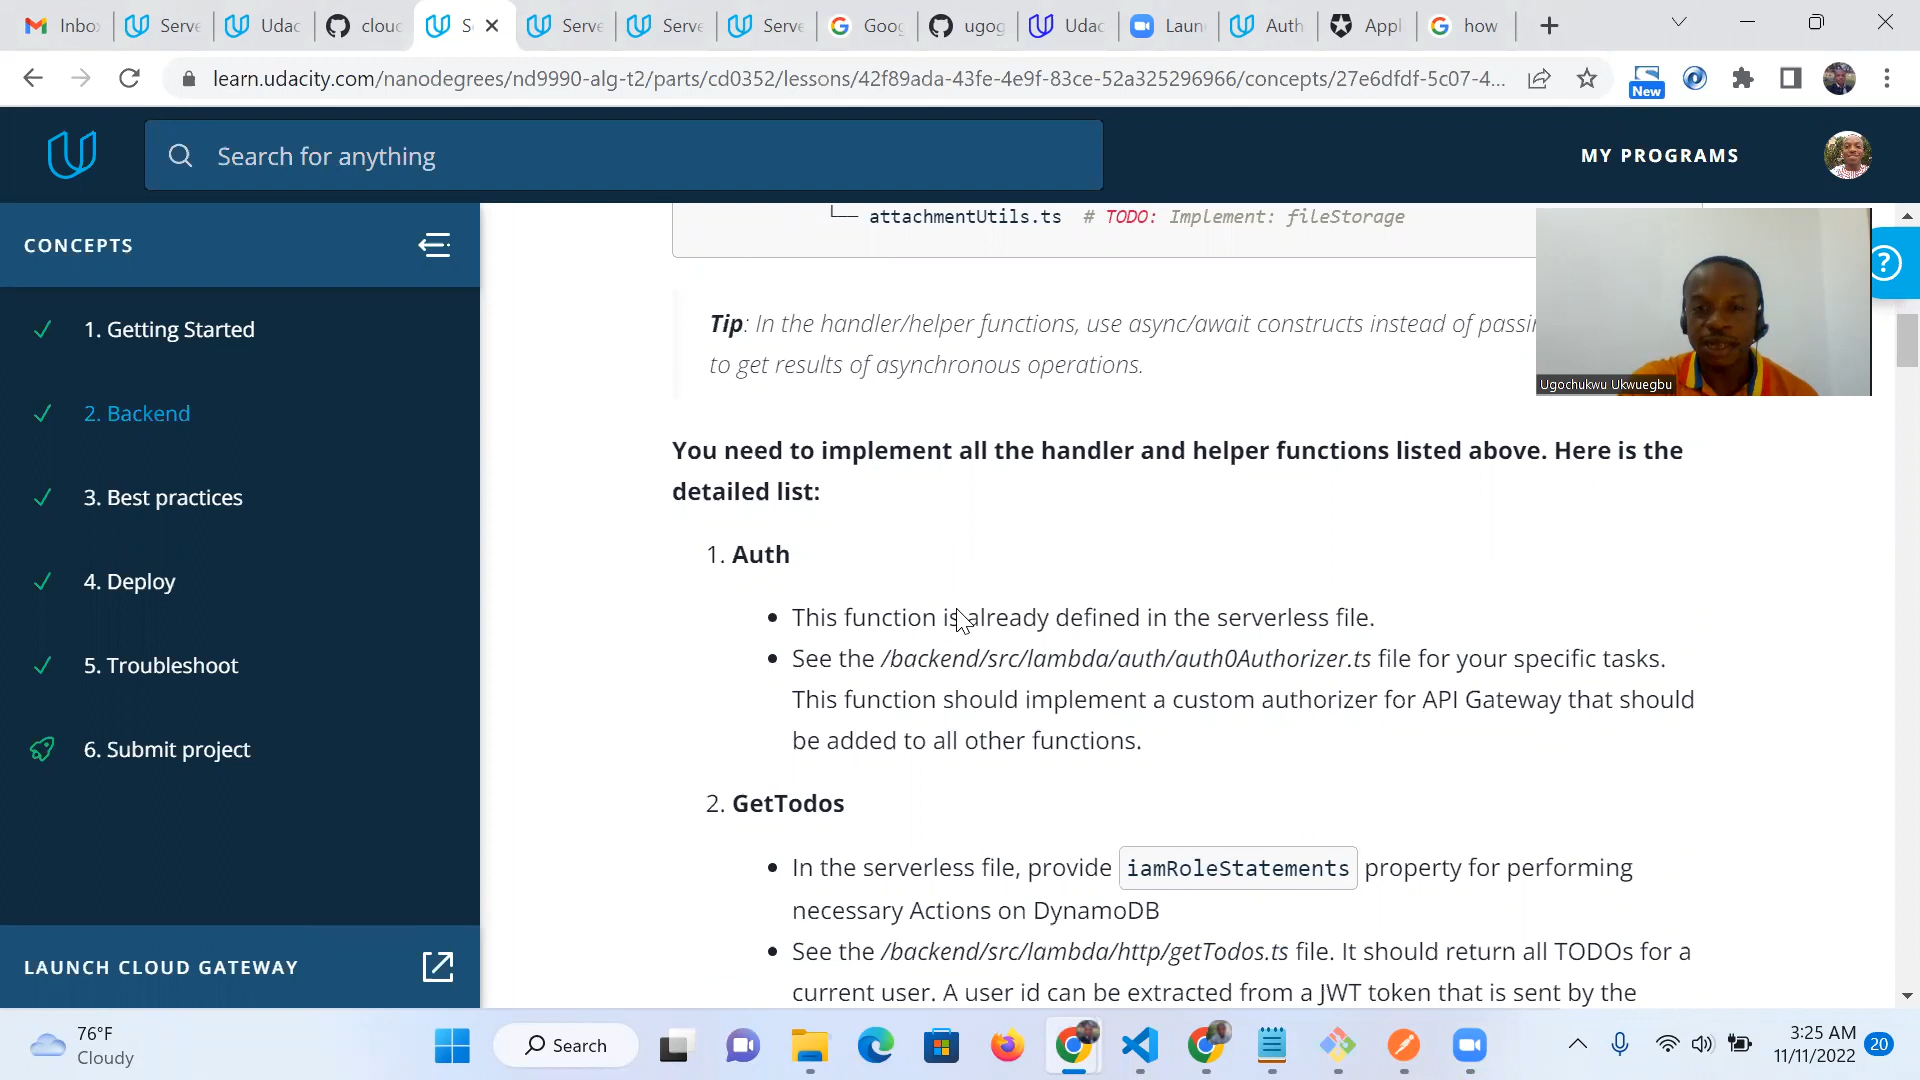 Inbo
Serve
Udac
clouc
S
Serve
Serve
Serve
Goog
ugog
Udac
Laun
Auth
Appl
how
learn.udacity.com/nanodegrees/nd9990-alg-t2/parts/cd0352/lessons/42f89ada-43fe-4e9f-83ce-52a325296966/concepts/27e6dfdf-5c07-4...
New
Search for anything
MY PROGRAMS
CONCEPTS
1. Getting Started
2. Backend
3. Best practices
4. Deploy
5. Troubleshoot
6. Submit project
LAUNCH CLOUD GATEWAY
└── attachmentUtils.ts # TODO: Implement: fileStorage
Tip: In the handler/helper functions, use async/await constructs instead of passi
to get results of asynchronous operations.
Ugochukwu Ukwuegbu
?
You need to implement all the handler and helper functions listed above. Here is the
detailed list:
1. Auth
• This function is already defined in the serverless file.
• See the /backend/src/lambda/auth/auth0Authorizer.ts file for your specific tasks.
This function should implement a custom authorizer for API Gateway that should
be added to all other functions.
2. GetTodos
• In the serverless file, provide iamRoleStatements property for performing
necessary Actions on DynamoDB
• See the /backend/src/lambda/http/getTodos.ts file. It should return all TODOs for a
current user. A user id can be extracted from a JWT token that is sent by the
76°F
Cloudy
Search
3:25 AM
11/11/2022
20